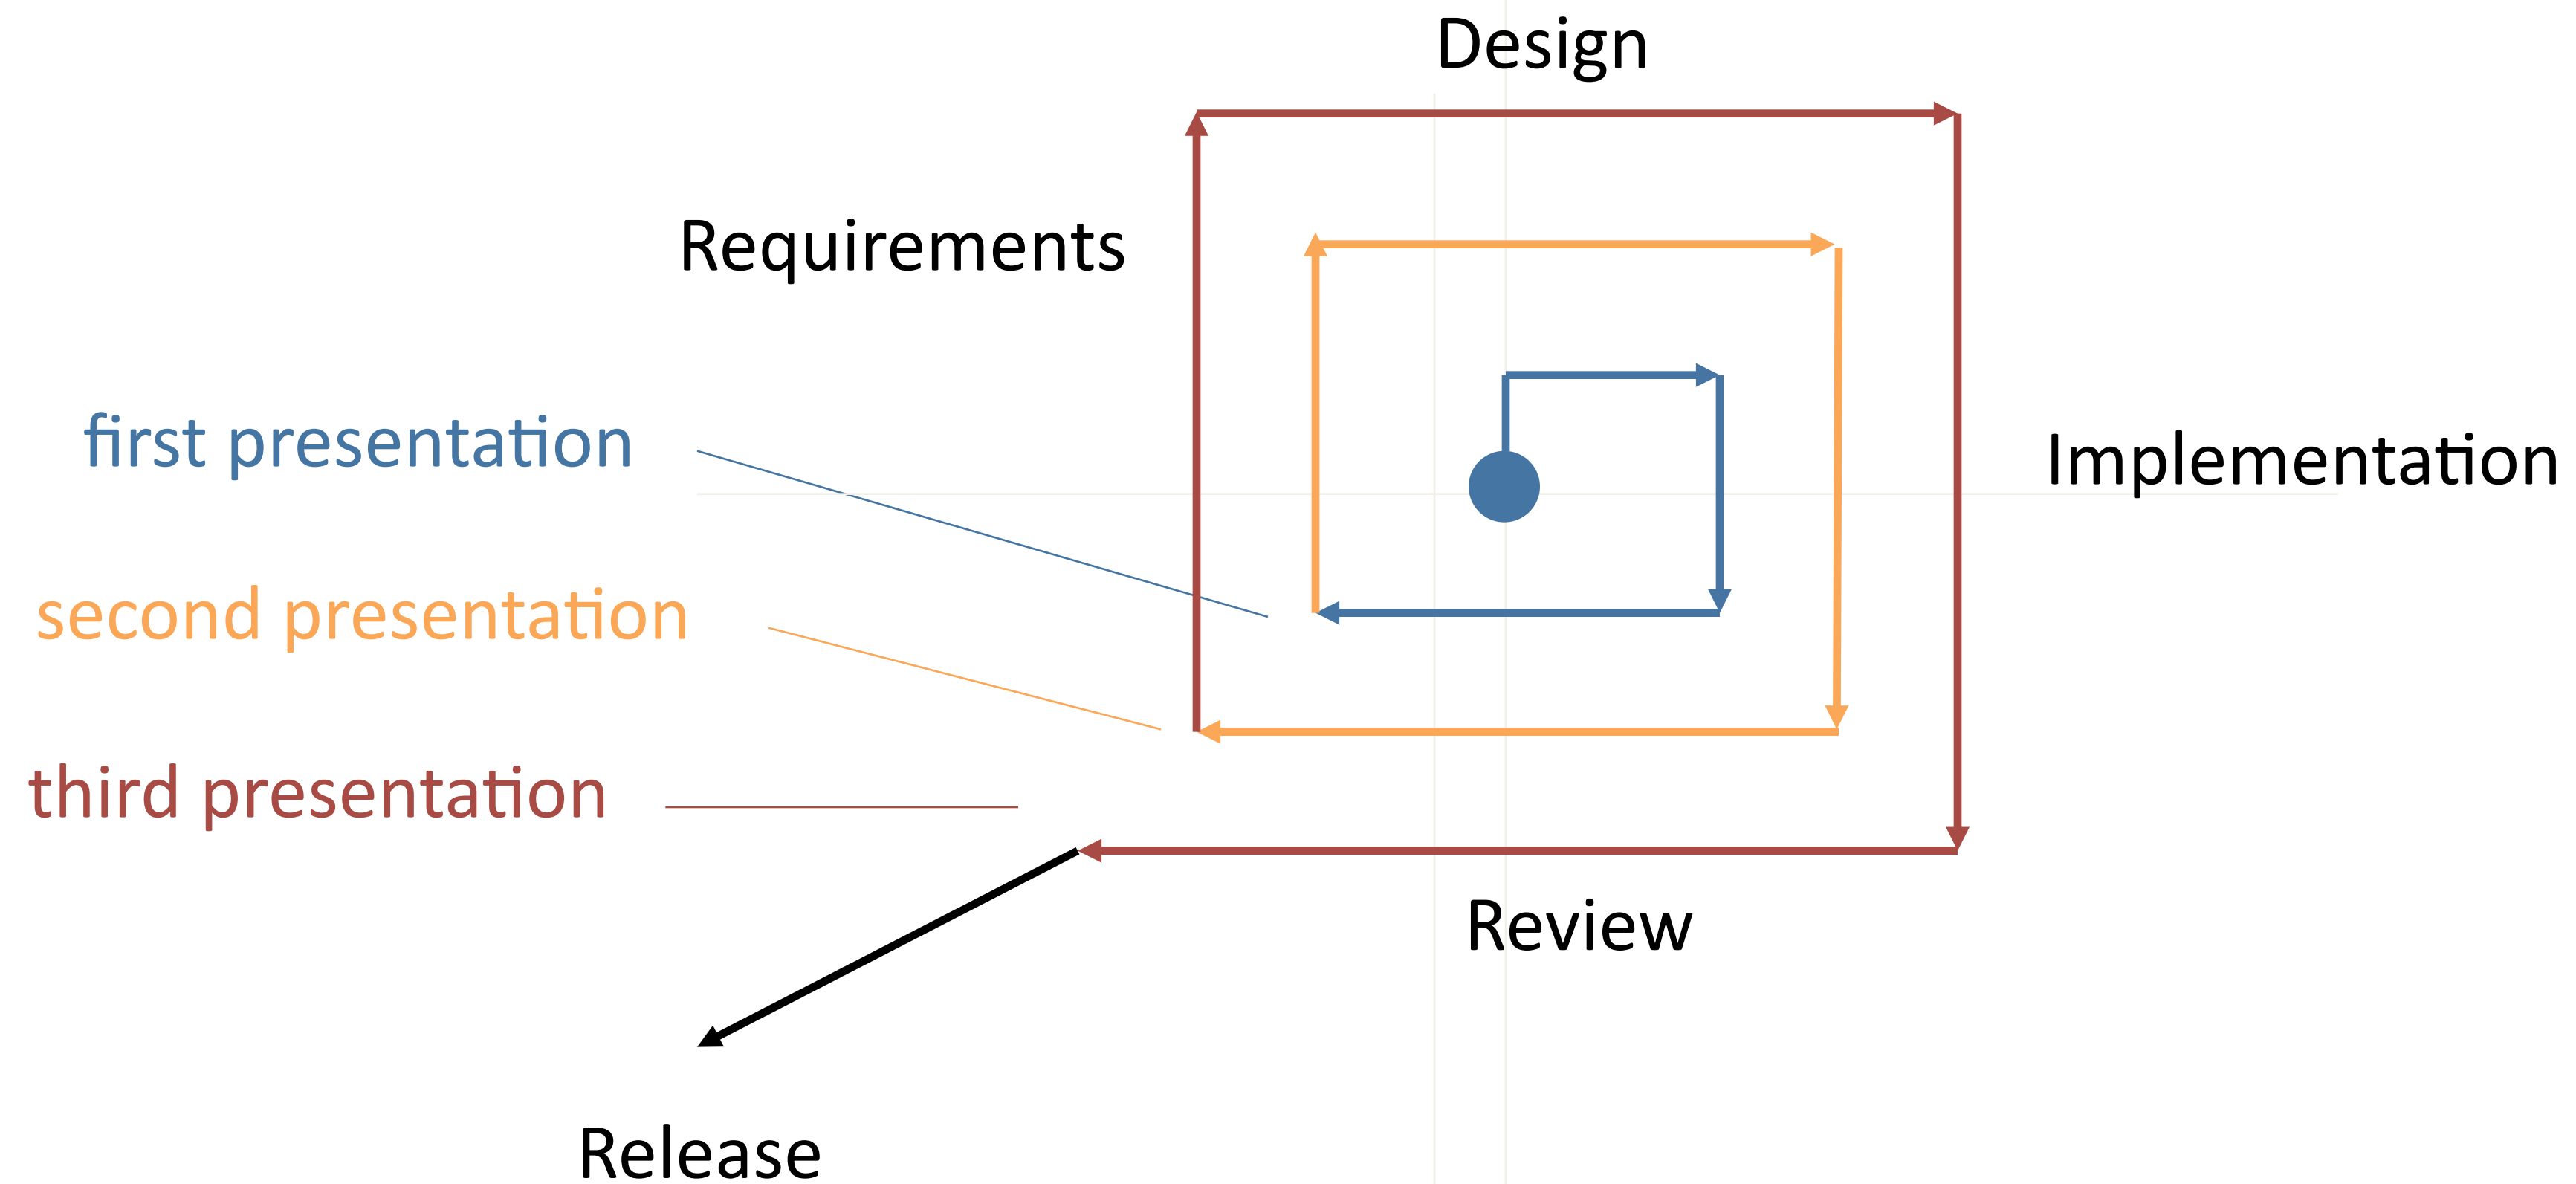 Design
Requirements
first presentation
Implementation
second presentation
third presentation
Review
Release